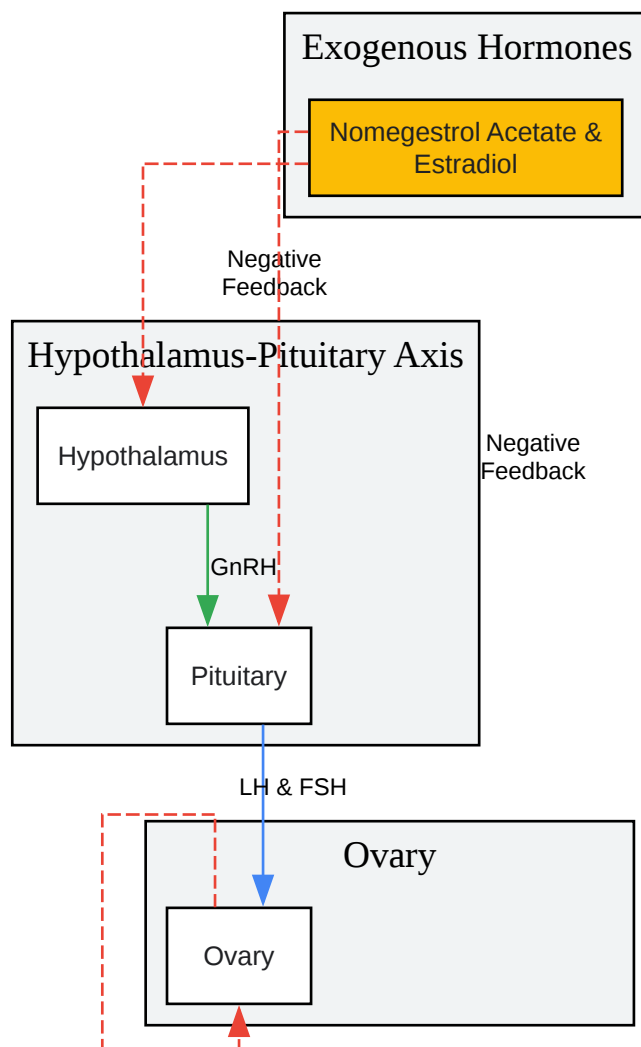 Exogenous Hormones
Nomegestrol Acetate &
Estradiol
Negative
Feedback
Hypothalamus-Pituitary Axis
Hypothalamus
Negative
Feedback
GnRH
Pituitary
LH & FSH
Ovary
Ovary